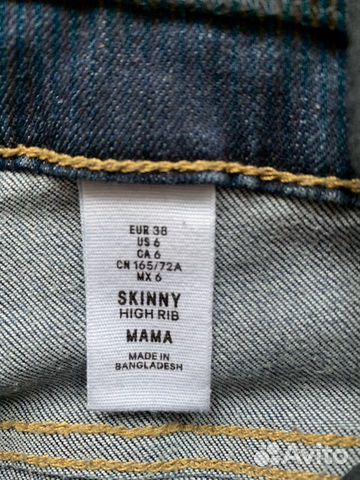 EUR 38
US 6
CA 6
CN 165/72A
MX 6
SKINNY
HIGH RIB
MAMA
MADE IN
BANGLADESH
Avito